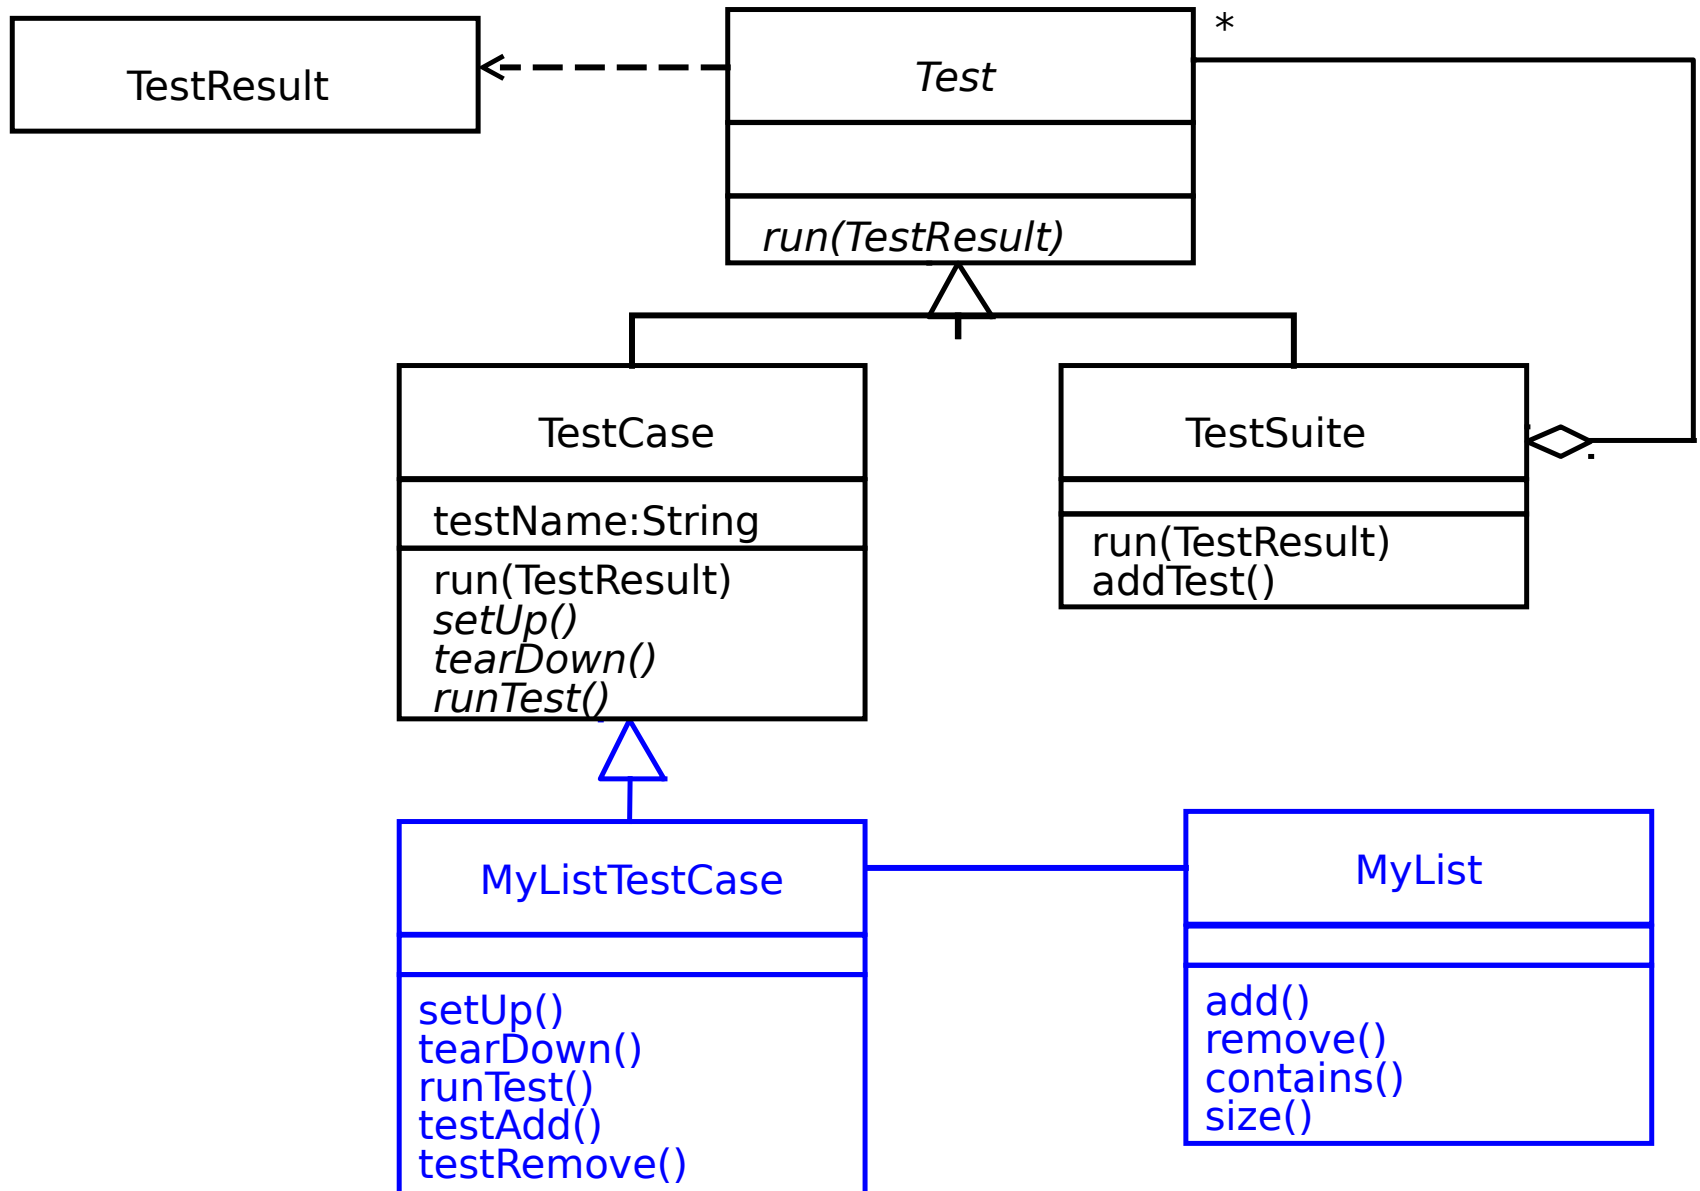 TestResult
Test
*
run(TestResult)
TestCase
testName:String
run(TestResult)
setUp()
tearDown()
runTest()
TestSuite
run(TestResult)
addTest()
MyListTestCase
setUp()
tearDown()
runTest()
testAdd()
testRemove()
MyList
add()
remove()
contains()
size()